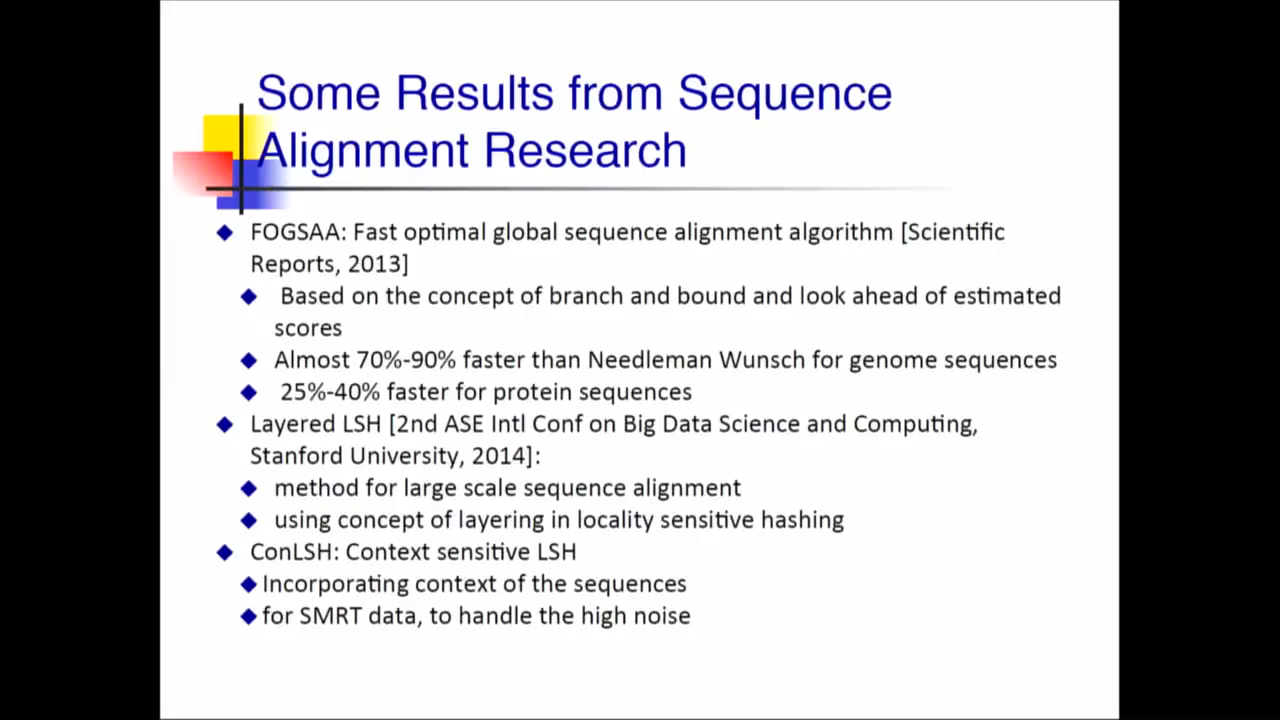 Some Results from Sequence
Alignment Research
FOGSAA: Fast optimal global sequence alignment algorithm [Scientific
Reports, 2013]
Based on the concept of branch and bound and look ahead of estimated
scores
Almost 70%-90% faster than Needleman Wunsch for genome sequences
25%-40% faster for protein sequences
Layered LSH [2nd ASE Intl Conf on Big Data Science and Computing,
Stanford University, 2014]:
method for large scale sequence alignment
using concept of layering in locality sensitive hashing
ConLSH: Context sensitive LSH
Incorporating context of the sequences
for SMRT data, to handle the high noise